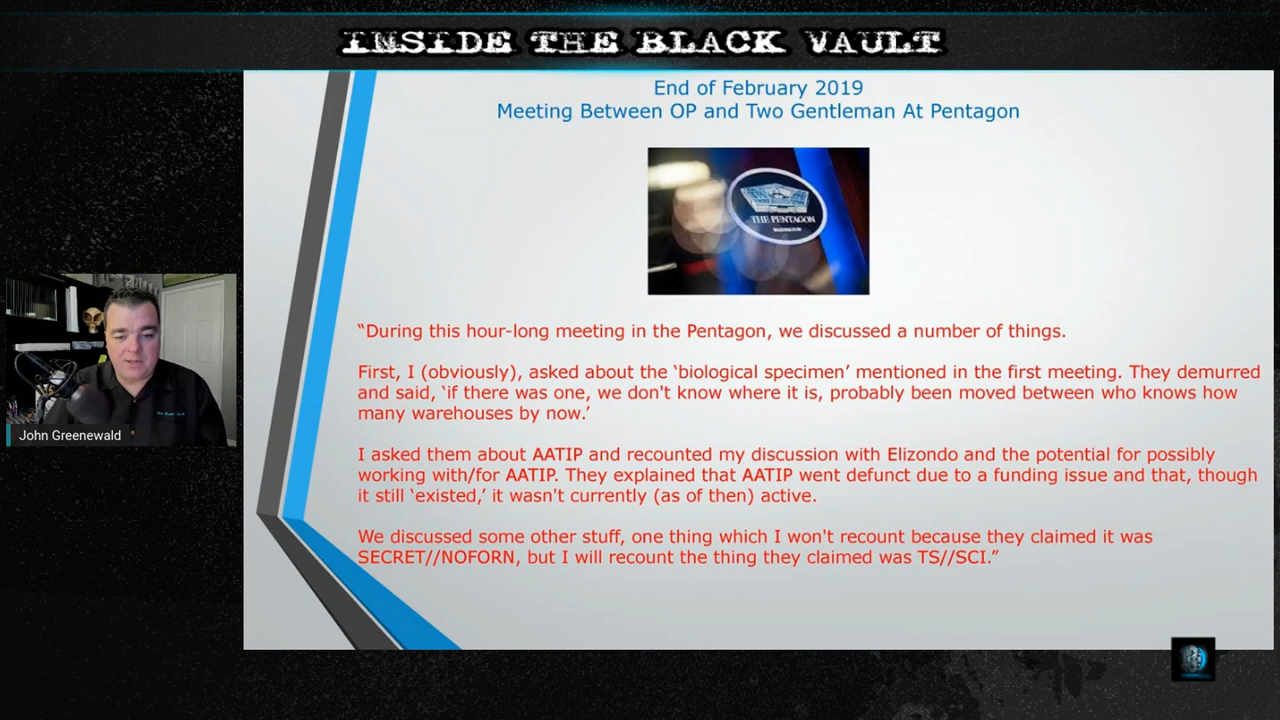 INSIDE THE BLACK VAULT
End of February 2019
Meeting Between OP and Two Gentleman At Pentagon
THE PENTAGON
WASHINGTON
“During this hour-long meeting in the Pentagon, we discussed a number of things.
First, I (obviously), asked about the ‘biological specimen’ mentioned in the first meeting. They demurred
and said, ‘if there was one, we don't know where it is, probably been moved between who knows how
many warehouses by now.’
I asked them about AATIP and recounted my discussion with Elizondo and the potential for possibly
working with/for AATIP. They explained that AATIP went defunct due to a funding issue and that, though
it still ‘existed,’ it wasn't currently (as of then) active.
We discussed some other stuff, one thing which I won't recount because they claimed it was
SECRET//NOFORN, but I will recount the thing they claimed was TS//SCI.”
John Greenewald